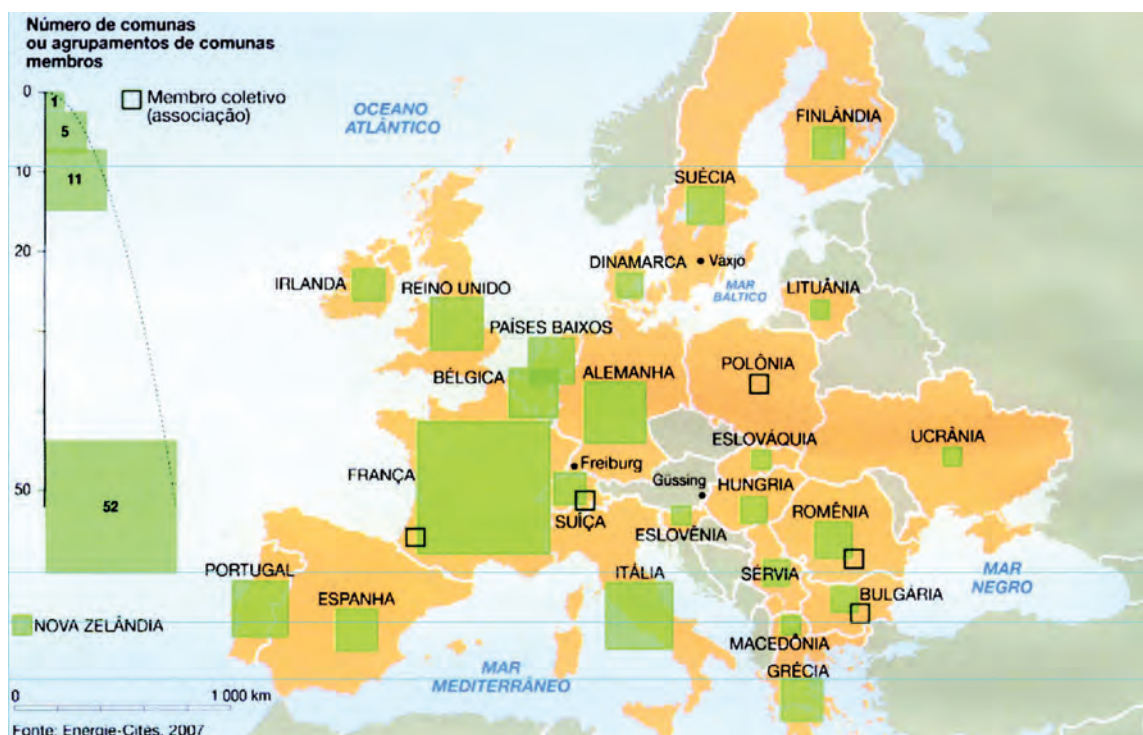 Número de comunas
ou agrupamentos de comunas
membros
0
1
5
10
11
20
50
52
Membro coletivo
(associação)
OCEANO
ATLÂNTICO
FINLÂNDIA
SUÉCIA
DINAMARCA
Vaxjo
MAR
BÁLTICO
LITUÂNIA
IRLANDA
REINO UNIDO
PAÍSES BAIXOS
BÉLGICA
ALEMANHA
POLÔNIA
ESLOVÁQUIA
UCRÂNIA
FRANÇA
Freiburg
Güssing
HUNGRIA
SUÍÇA
ESLOVÊNIA
ROMÊNIA
PORTUGAL
ESPANHA
ITÁLIA
SÉRVIA
BULGÁRIA
MAR
NEGRO
NOVA ZELÂNDIA
MACEDÔNIA
GRÉCIA
MAR
MEDITERRÂNEO
0 1 000 km
Fonte: Energie-Cités, 2007